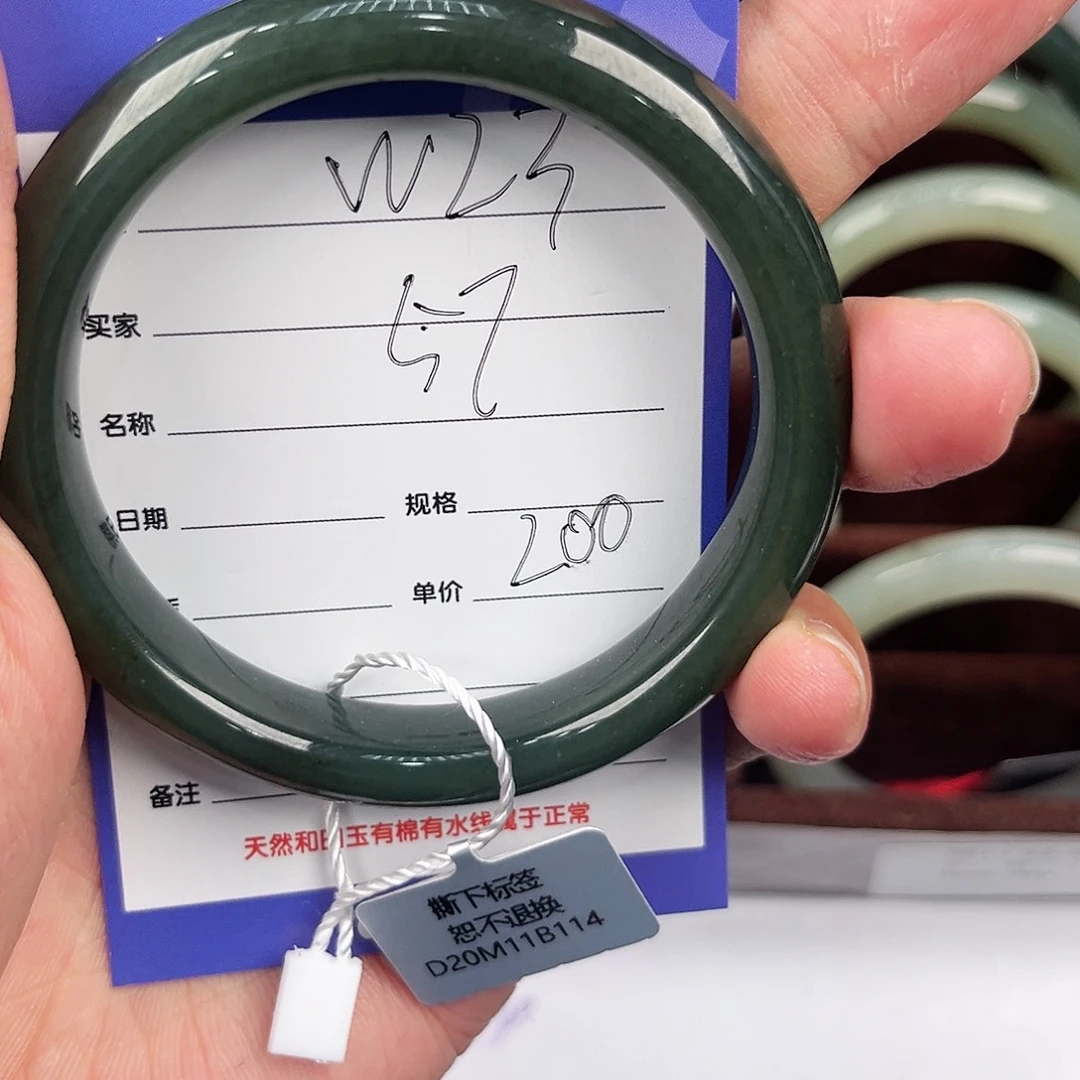 W23
买家
57
名称
日期
规格
200
单价
备注
天然和田玉有棉有水线属于正常
撕下标签
恕不退换
D20M11B114